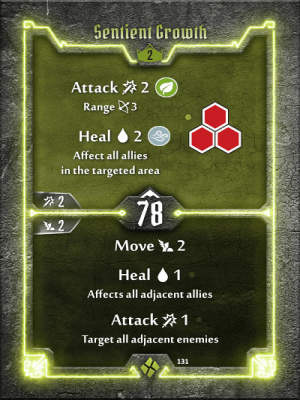 Sentient Growth
2
Attack 2
Range 3
Heal 2
Affect all allies
in the targeted area
2
78
2
Move 2
Heal 1
Affects all adjacent allies
Attack 1
Target all adjacent enemies
131